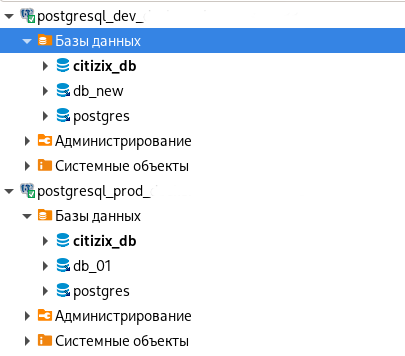 postgresql_dev_
Базы данных
citizix_db
db_new
postgres
Администрирование
Системные объекты
postgresql_prod_
Базы данных
citizix_db
db_01
postgres
Администрирование
Системные объекты